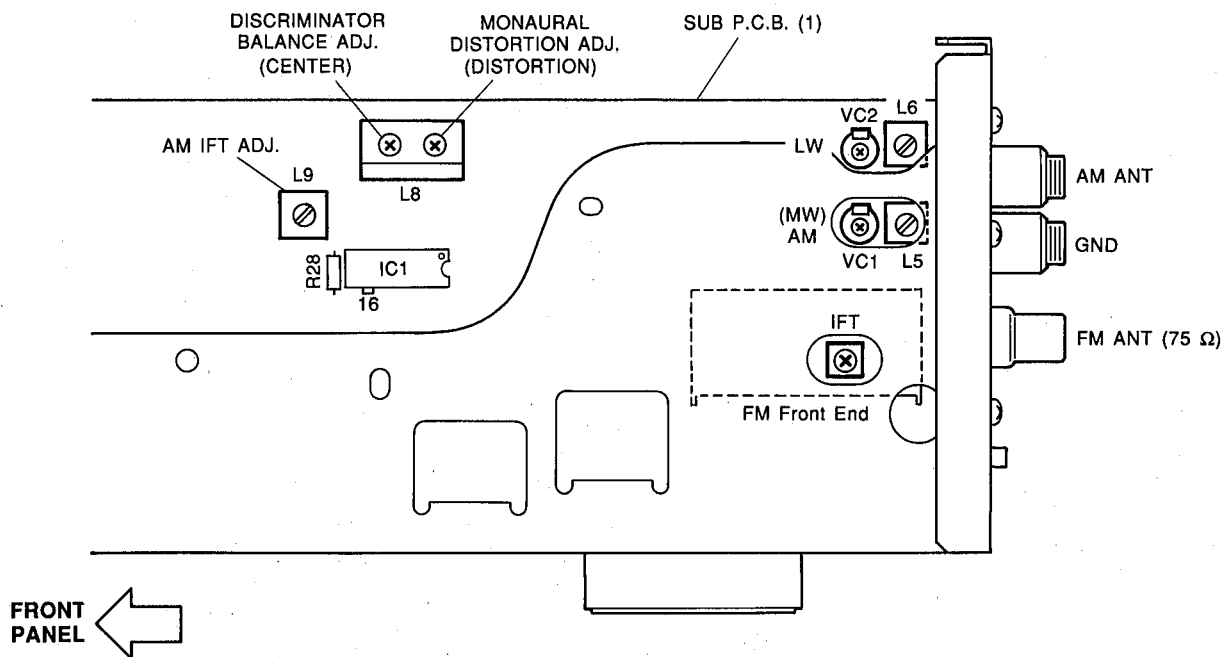 DISCRIMINATOR
BALANCE ADJ.
(CENTER)
MONAURAL
DISTORTION ADJ.
(DISTORTION)
SUB P.C.B. (1)
AM IFT ADJ.
L9
L8
R28
IC1
16
VC2
L6
LW
(MW)
AM
VC1
L5
IFT
FM Front End
AM ANT
GND
FM ANT (75 Ω)
FRONT
PANEL